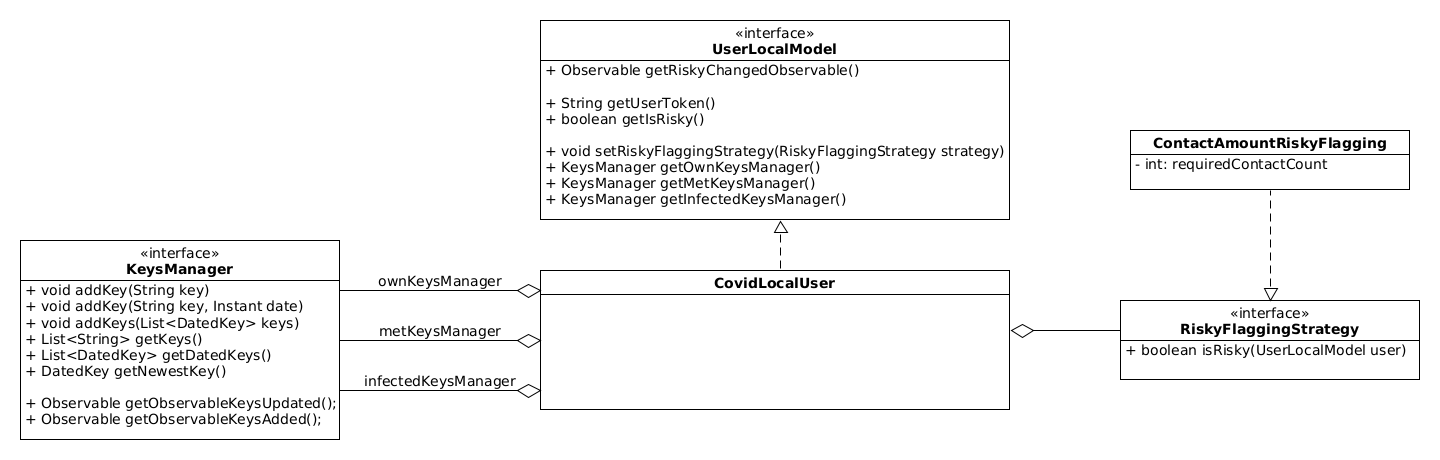 «interface»
UserLocalModel
+ Observable getRiskyChangedObservable()
+ String getUserToken()
+ boolean getIsRisky()
+ void setRiskyFlaggingStrategy(RiskyFlaggingStrategy strategy)
+ KeysManager getOwnKeysManager()
+ KeysManager getMetKeysManager()
+ KeysManager getInfectedKeysManager()
ContactAmountRiskyFlagging
- int: requiredContactCount
«interface»
KeysManager
+ void addKey(String key)
+ void addKey(String key, Instant date)
+ void addKeys(List<DatedKey> keys)
+ List<String> getKeys()
+ List<DatedKey> getDatedKeys()
+ DatedKey getNewestKey()
+ Observable getObservableKeysUpdated();
+ Observable getObservableKeysAdded();
ownKeysManager
metKeysManager
infectedKeysManager
CovidLocalUser
«interface»
RiskyFlaggingStrategy
+ boolean isRisky(UserLocalModel user)